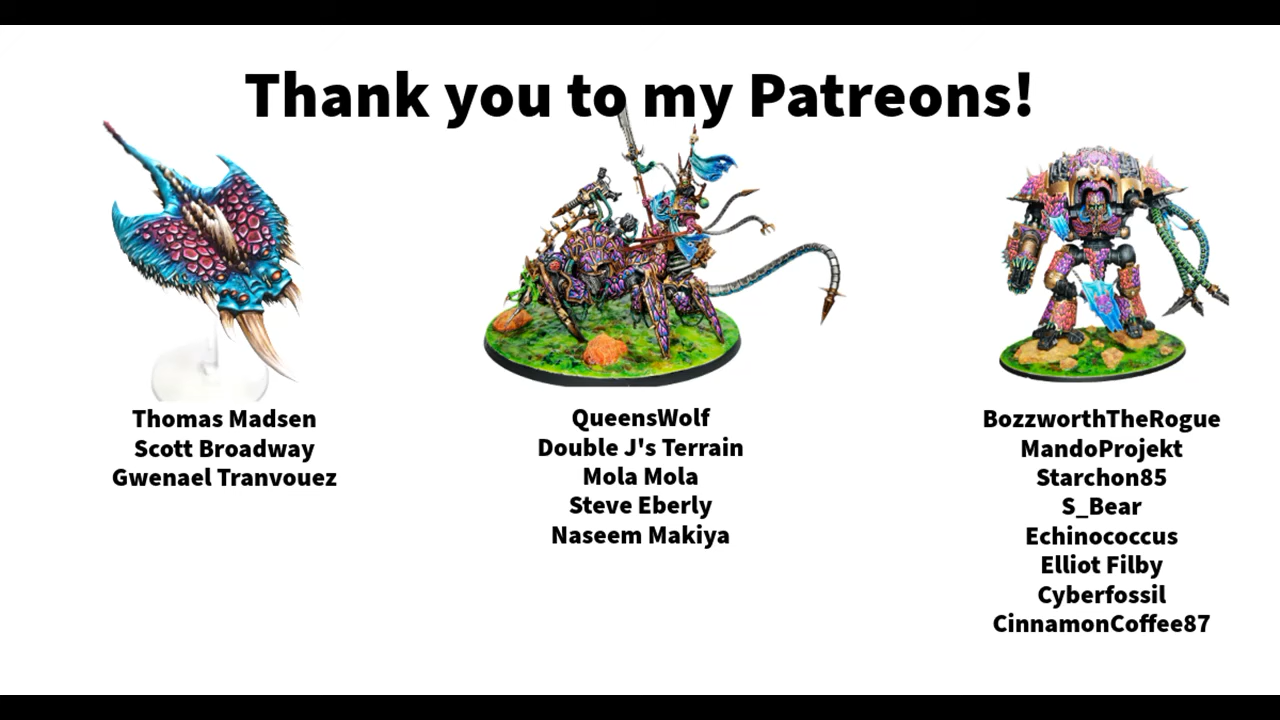 Thank you to my Patreons!
Thomas Madsen
Scott Broadway
Gwenael Tranvouez
QueensWolf
Double J's Terrain
Mola Mola
Steve Eberly
Naseem Makiya
BozzworthTheRogue
MandoProjekt
Starchon85
S_Bear
Echinococcus
Elliot Filby
Cyberfossil
CinnamonCoffee87